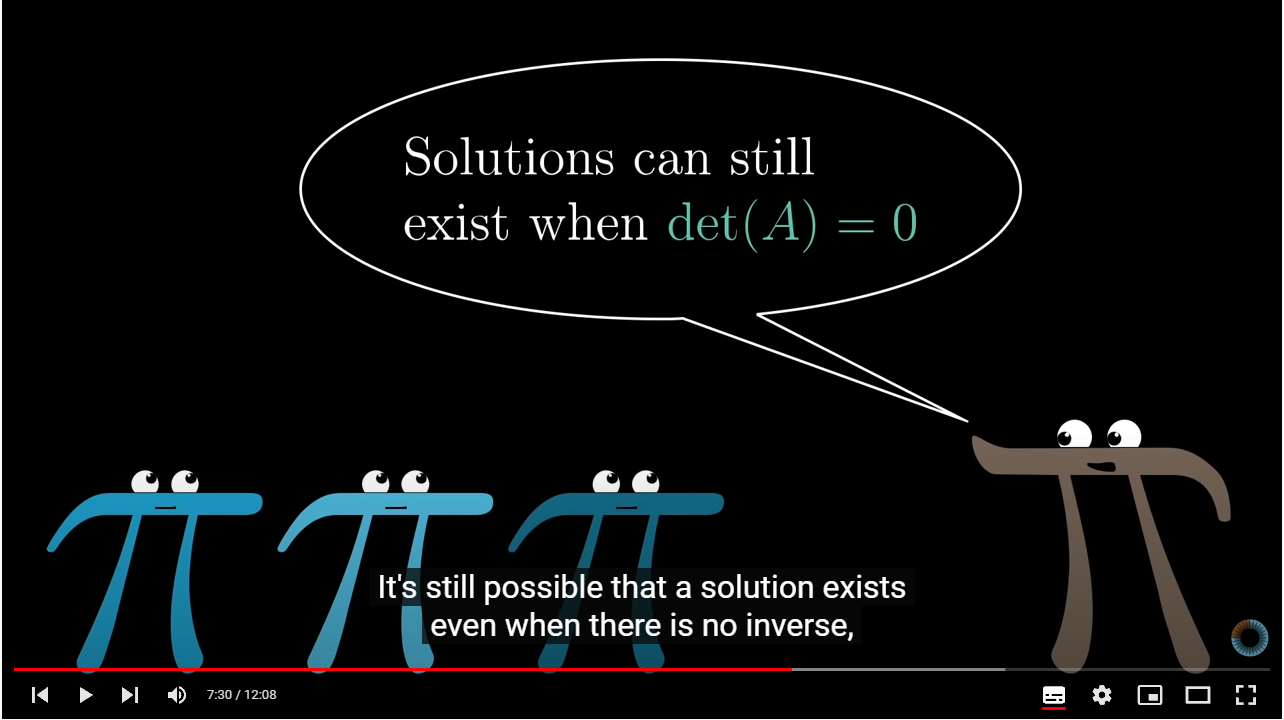 Solutions can still
exist when det(A) = 0
It's still possible that a solution exists
even when there is no inverse,
7:30 / 12:08